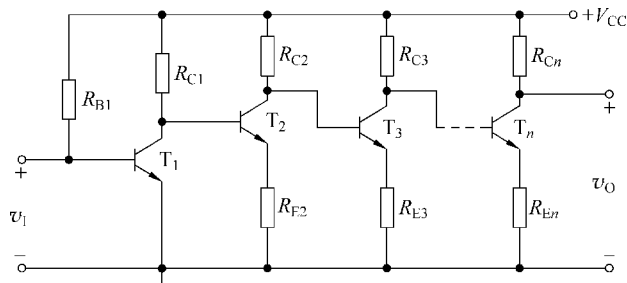 +V_CC
R_C1 R_C2 R_C3 R_Cn
R_B1
T_1 T_2 T_3 T_n
+ +
v_I R_E2 R_E3 R_En v_O
− −